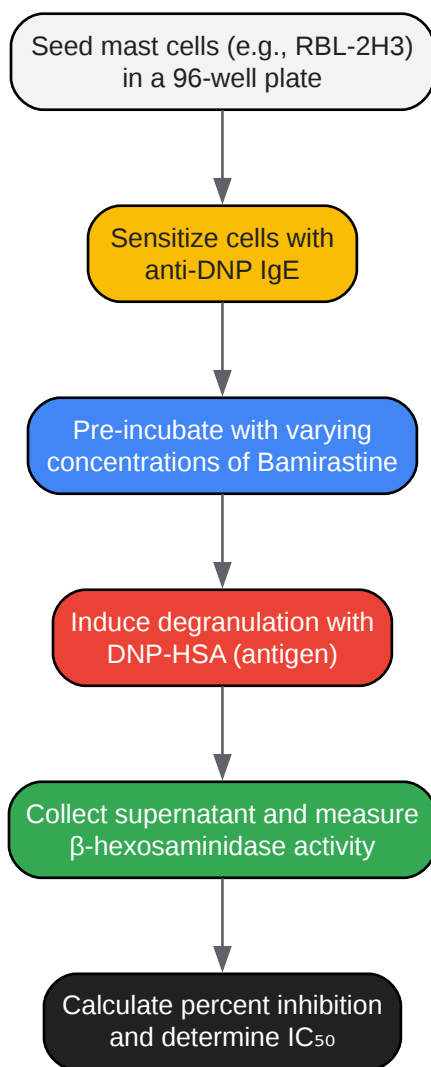 Seed mast cells (e.g., RBL-2H3)
in a 96-well plate
Sensitize cells with
anti-DNP IgE
Pre-incubate with varying
concentrations of Bamirastine
Induce degranulation with
DNP-HSA (antigen)
Collect supernatant and measure
β-hexosaminidase activity
Calculate percent inhibition
and determine IC₅₀